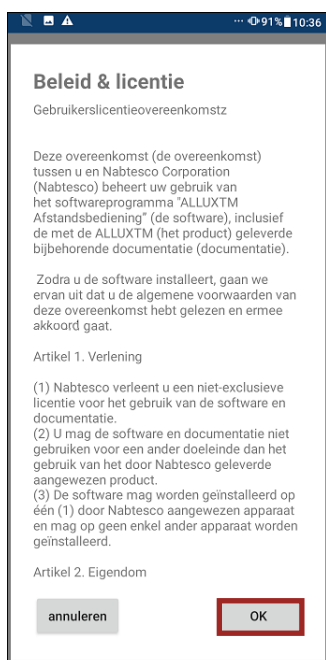 91% 10:36
Beleid & licentie
Gebruikerslicentieovereenkomstz
Deze overeenkomst (de overeenkomst)
tussen u en Nabtesco Corporation
(Nabtesco) beheert uw gebruik van
het softwareprogramma "ALLUXTM
Afstandsbediening" (de software), inclusief
de met de ALLUXTM (het product) geleverde
bijbehorende documentatie (documentatie).
Zodra u de software installeert, gaan we
ervan uit dat u de algemene voorwaarden van
deze overeenkomst hebt gelezen en ermee
akkoord gaat.
Artikel 1. Verlening
(1) Nabtesco verleent u een niet-exclusieve
licentie voor het gebruik van de software en
documentatie.
(2) U mag de software en documentatie niet
gebruiken voor een ander doeleinde dan het
gebruik van het door Nabtesco geleverde
aangewezen product.
(3) De software mag worden geïnstalleerd op
één (1) door Nabtesco aangewezen apparaat
en mag op geen enkel ander apparaat worden
geïnstalleerd.
Artikel 2. Eigendom
annuleren OK